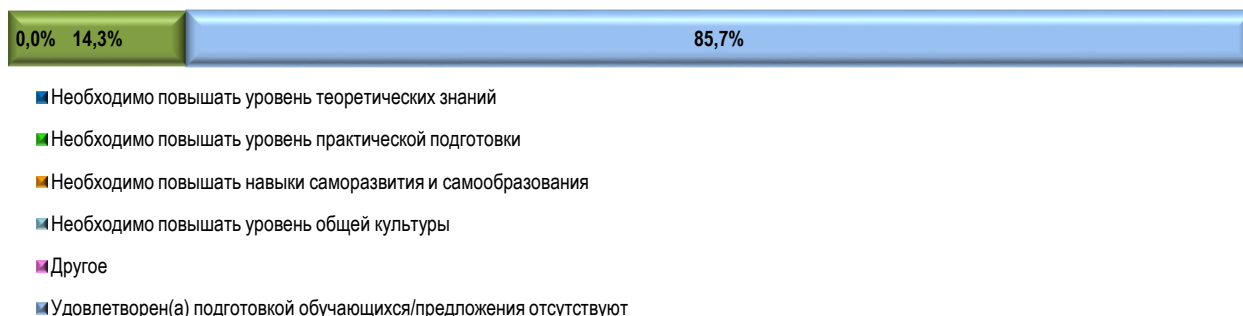 0,0% 14,3% 85,7%
Необходимо повышать уровень теоретических знаний
Необходимо повышать уровень практической подготовки
Необходимо повышать навыки саморазвития и самообразования
Необходимо повышать уровень общей культуры
Другое
Удовлетворен(а) подготовкой обучающихся/предложения отсутствуют